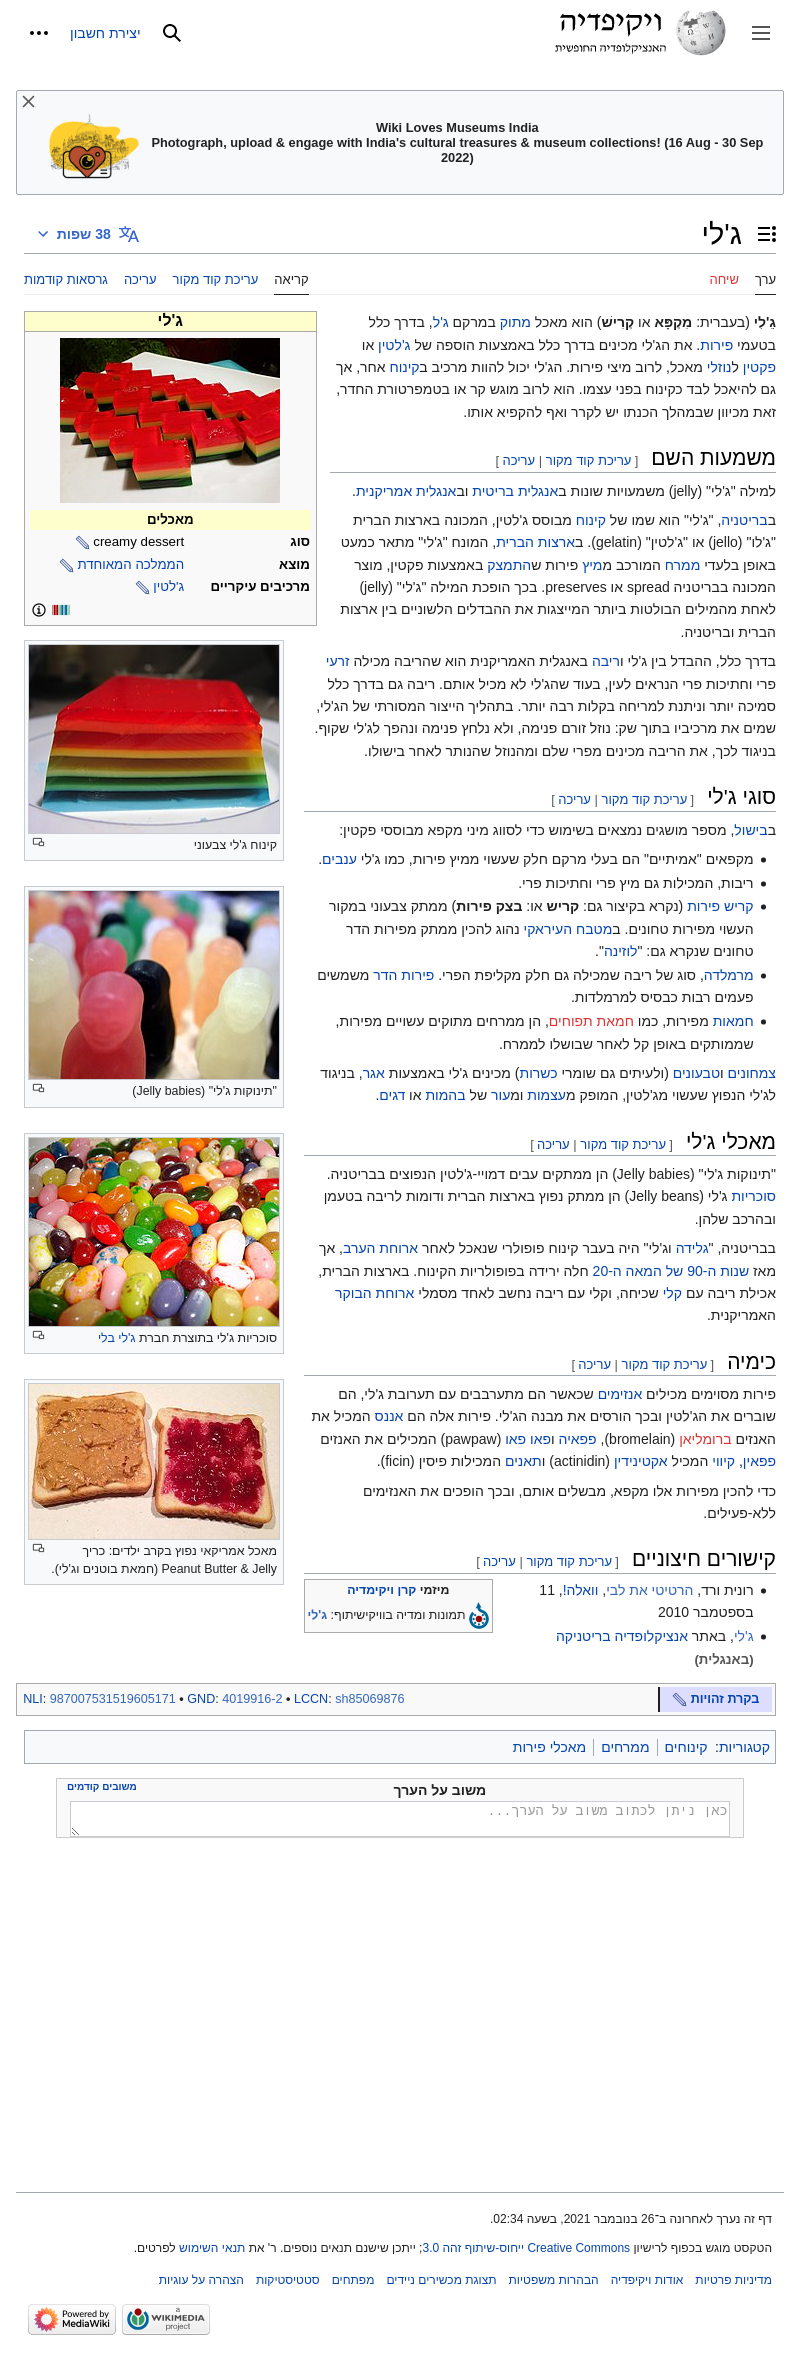 ויקיפדיה
האנציקלופדיה החופשית
יצירת חשבון
Wiki Loves Museums India
Photograph, upload & engage with India's cultural treasures & museum collections! (16 Aug - 30 Sep
2022)
ג'לי
38 שפות
ערך
שיחה
קריאה
עריכת קוד מקור
עריכה
גרסאות קודמות
גֵ'לִי (בעברית: מִקְפָּא או קְרִישׁ) הוא מאכל מתוק במרקם ג'ל, בדרך כלל
בטעמי פירות. את הג'לי מכינים בדרך כלל באמצעות הוספה של ג'לטין או
פקטין לנוזלי מאכל, לרוב מיצי פירות. הג'לי יכול להוות מרכיב בקינוח אחר, אך
גם להיאכל לבד כקינוח בפני עצמו. הוא לרוב מוגש קר או בטמפרטורת החדר,
זאת מכיוון שבמהלך הכנתו יש לקרר ואף להקפיא אותו.
ג'לי
מאכלים
סוג creamy dessert
מוצא הממלכה המאוחדת
מרכיבים עיקריים ג'לטין
משמעות השם [ עריכת קוד מקור | עריכה ]
למילה "ג'לי" (jelly) משמעויות שונות באנגלית בריטית ובאנגלית אמריקנית.
בבריטניה, "ג'לי" הוא שמו של קינוח מבוסס ג'לטין, המכונה בארצות הברית
"ג'לו" (jello) או "ג'לטין" (gelatin). בארצות הברית, המונח "ג'לי" מתאר כמעט
באופן בלעדי ממרח המורכב ממיץ פירות שהתמצק באמצעות פקטין, מוצר
המכונה בבריטניה spread או preserves. בכך הופכת המילה "ג'לי" (jelly)
לאחת מהמילים הבולטות ביותר המייצגות את ההבדלים הלשוניים בין ארצות
הברית ובריטניה.
בדרך כלל, ההבדל בין ג'לי וריבה באנגלית האמריקנית הוא שהריבה מכילה זרעי
פרי וחתיכות פרי הנראים לעין, בעוד שהג'לי לא מכיל אותם. ריבה גם בדרך כלל
סמיכה יותר וניתנת למריחה בקלות רבה יותר. בתהליך הייצור המסורתי של הג'לי,
שמים את מרכיביו בתוך שק: נוזל זורם פנימה, ולא נלחץ פנימה ונהפך לג'לי שקוף.
בניגוד לכך, את הריבה מכינים מפרי שלם ומהנוזל שהנותר לאחר בישולו.
קינוח ג'לי צבעוני
סוגי ג'לי [ עריכת קוד מקור | עריכה ]
בבישול, מספר מושגים נמצאים בשימוש כדי לסווג מיני מקפא מבוססי פקטין:
• מקפאים "אמיתיים" הם בעלי מרקם חלק שעשוי ממיץ פירות, כמו ג'לי ענבים.
• ריבות, המכילות גם מיץ פרי וחתיכות פרי.
• קריש פירות (נקרא בקיצור גם: קריש או: בצק פירות) ממתק צבעוני במקור
העשוי מפירות טחונים. במטבח העיראקי נהוג להכין ממתק מפירות הדר
טחונים שנקרא גם: "לוזינה".
• מרמלדה, סוג של ריבה שמכילה גם חלק מקליפת הפרי. פירות הדר משמשים
פעמים רבות כבסיס למרמלדות.
• חמאות מפירות, כמו חמאת תפוחים, הן ממרחים מתוקים עשויים מפירות,
שממותקים באופן קל לאחר שבושלו לממרח.
צמחונים וטבעונים (ולעיתים גם שומרי כשרות) מכינים ג'לי באמצעות אגר, בניגוד
לג'לי הנפוץ שעשוי מג'לטין, המופק מעצמות ומעור של בהמות או דגים.
"תינוקות ג'לי" (Jelly babies)
מאכלי ג'לי [ עריכת קוד מקור | עריכה ]
"תינוקות ג'לי" (Jelly babies) הן ממתקים עבים דמויי-ג'לטין הנפוצים בבריטניה.
סוכריות ג'לי (Jelly beans) הן ממתק נפוץ בארצות הברית ודומות לריבה בטעמן
ובהרכב שלהן.
בבריטניה, "גלידה וג'לי" היה בעבר קינוח פופולרי שנאכל לאחר ארוחת הערב, אך
מאז שנות ה-90 של המאה ה-20 חלה ירידה בפופולריות הקינוח. בארצות הברית,
אכילת ריבה עם קלי שכיחה, וקלי עם ריבה נחשב לאחד מסמלי ארוחת הבוקר
האמריקנית.
סוכריות ג'לי בתוצרת חברת ג'לי בלי
כימיה [ עריכת קוד מקור | עריכה ]
פירות מסוימים מכילים אנזימים שכאשר הם מתערבבים עם תערובת ג'לי, הם
שוברים את הג'לטין ובכך הורסים את מבנה הג'לי. פירות אלה הם אננס המכיל את
האנזים ברומליאן (bromelain), פפאיה ופאו פאו (pawpaw) המכילים את האנזים
פפאין, קיווי המכיל אקטינידין (actinidin) ותאנים המכילות פיסין (ficin).
כדי להכין מפירות אלו מקפא, מבשלים אותם, ובכך הופכים את האנזימים
ללא-פעילים.
מאכל אמריקאי נפוץ בקרב ילדים: כריך
Peanut Butter & Jelly (חמאת בוטנים וג'לי).
קישורים חיצוניים [ עריכת קוד מקור | עריכה ]
• רונית ורד, הרטיטי את לבי, וואלה!, 11
בספטמבר 2010
• ג'לי, באתר אנציקלופדיה בריטניקה
(באנגלית)
מיזמי קרן ויקימדיה
תמונות ומדיה בוויקישיתוף: ג'לי
בקרת זהויות
NLI: 987007531519605171 • GND: 4019916-2 • LCCN: sh85069876
קטגוריות: קינוחים | ממרחים | מאכלי פירות
משוב על הערך
משובים קודמים
כאן ניתן לכתוב משוב על הערך...
דף זה נערך לאחרונה ב־26 בנובמבר 2021, בשעה 02:34.
הטקסט מוגש בכפוף לרישיון Creative Commons ייחוס-שיתוף זהה 3.0; ייתכן שישנם תנאים נוספים. ר' את תנאי השימוש לפרטים.
מדיניות פרטיות
אודות ויקיפדיה
הבהרות משפטיות
תצוגת מכשירים ניידים
מפתחים
סטטיסטיקות
הצהרה על עוגיות
a
WIKIMEDIA
project
Powered by
MediaWiki